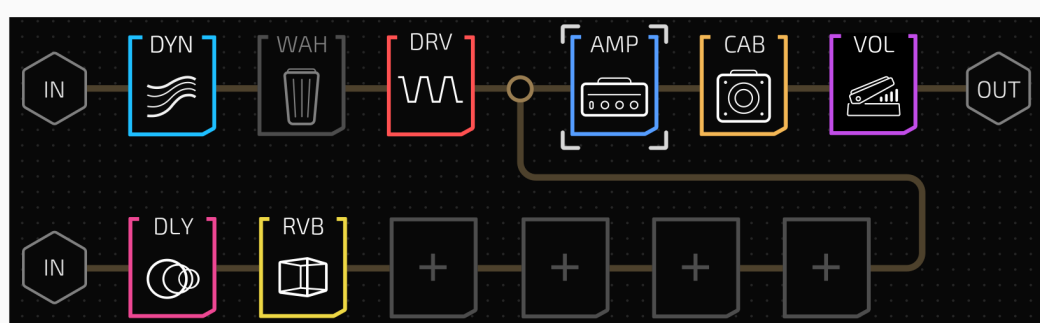 IN
DYN
WAH
DRV
AMP
CAB
VOL
OUT
IN
DLY
RVB
+
+
+
+